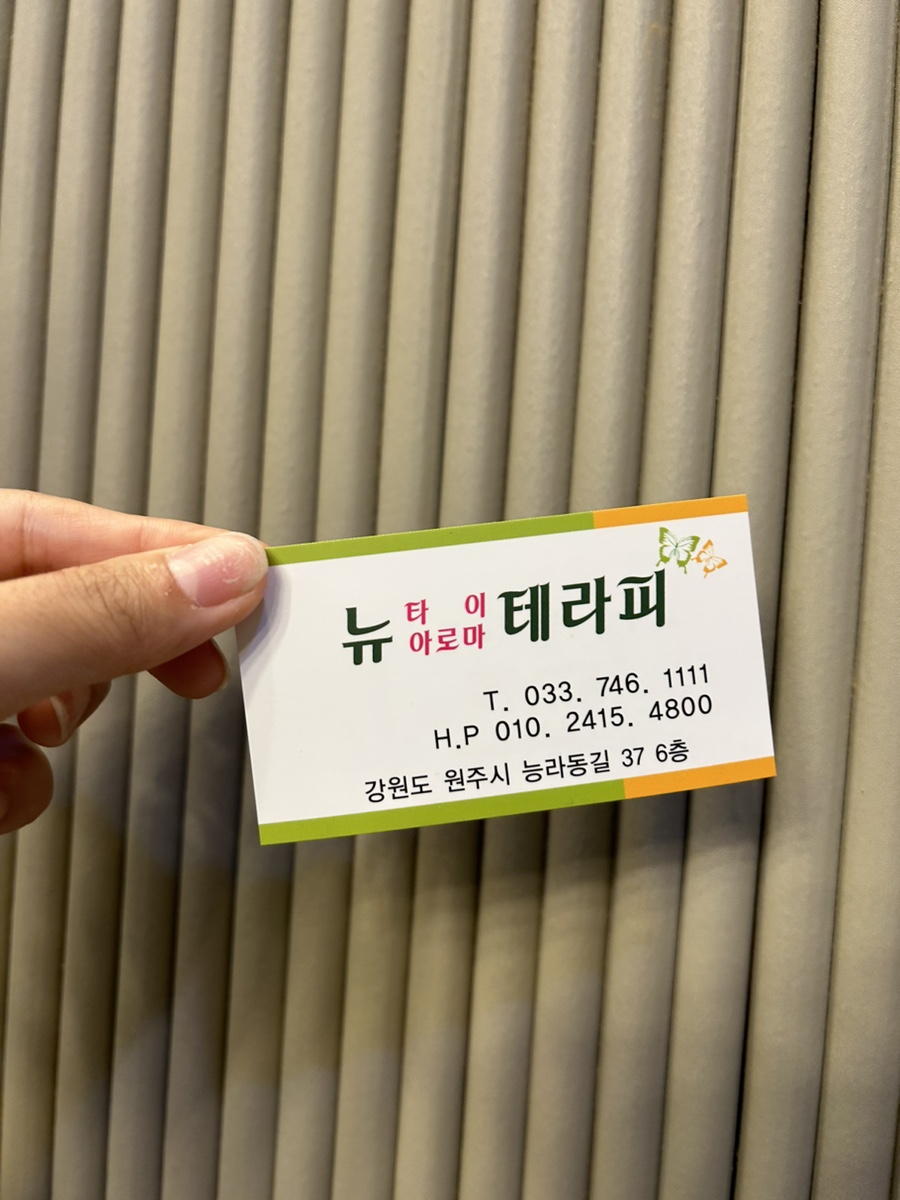 뉴 타이 아로마 테라피
T. 033. 746. 1111
H.P 010. 2415. 4800
강원도 원주시 능라동길 37 6층